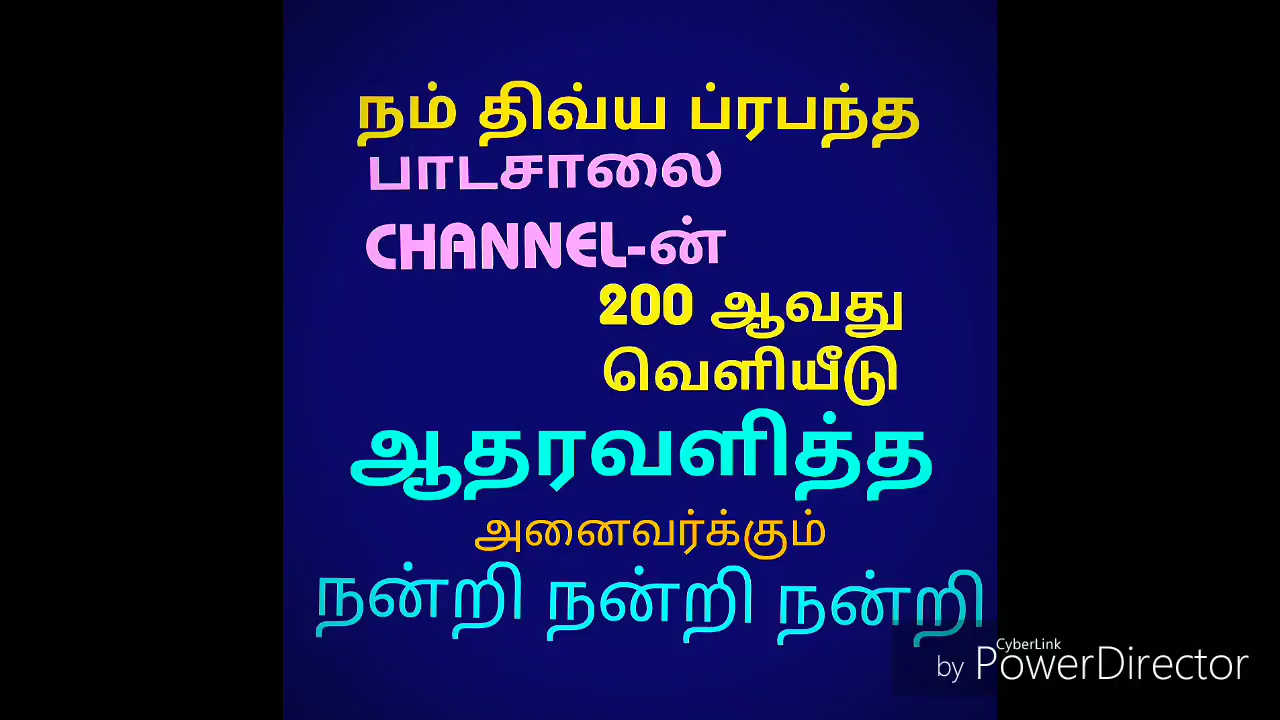 நம் திவ்ய ப்ரபந்த
பாடசாலை
CHANNEL-ன்
200 ஆவது
வெளியீடு
ஆதரவளித்த
அனைவர்க்கும்
நன்றி நன்றி நன்றி
CyberLink
by PowerDirector